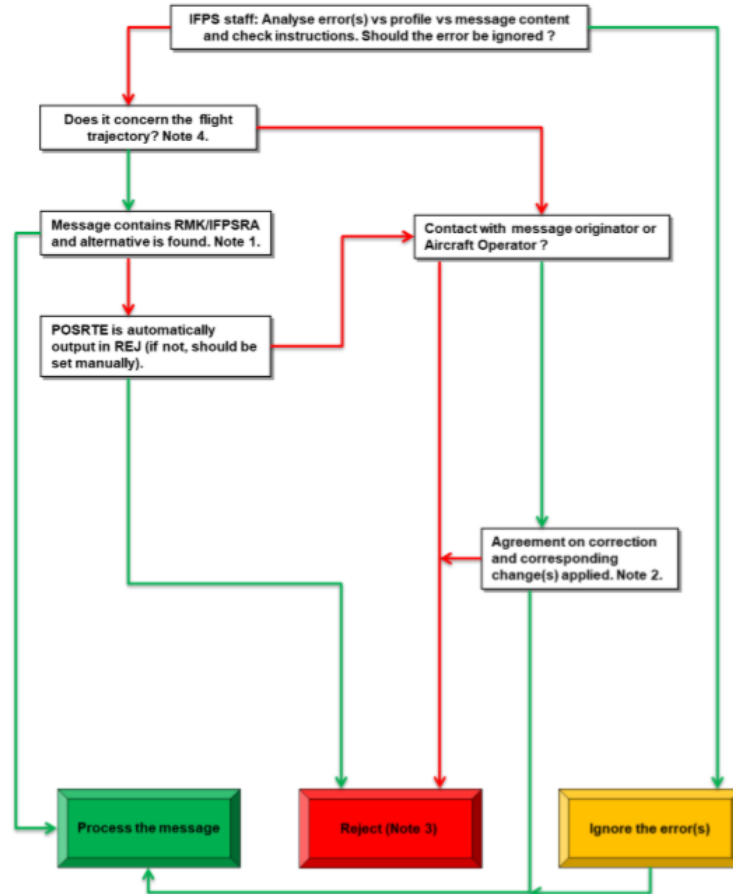 IFPS staff: Analyse error(s) vs profile vs message content
and check instructions. Should the error be ignored ?
Does it concern the flight
trajectory? Note 4.
Message contains RMK/IFPSRA
and alternative is found. Note 1.
Contact with message originator or
Aircraft Operator ?
POSRTE is automatically
output in REJ (if not, should be
set manually).
Agreement on correction
and corresponding
change(s) applied. Note 2.
Process the message
Reject (Note 3)
Ignore the error(s)